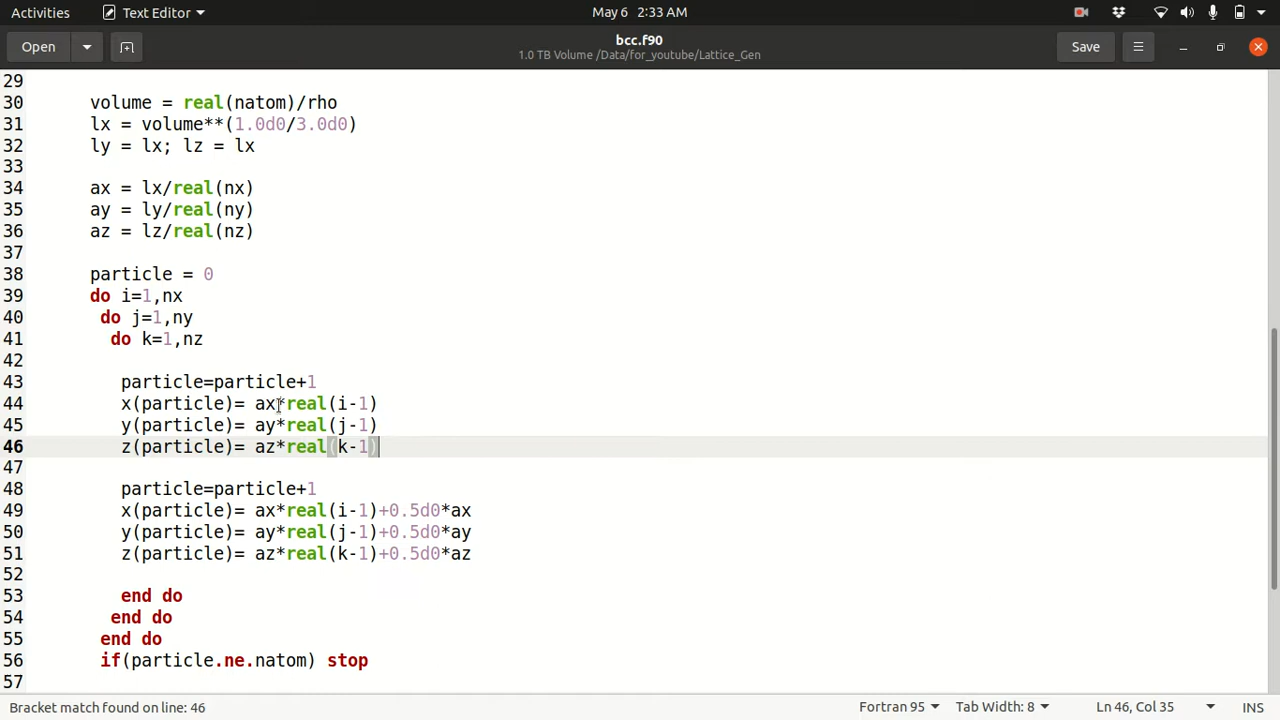 Activities Text Editor May 6 2:33 AM
Open bcc.f90 Save
1.0 TB Volume /Data/for_youtube/Lattice_Gen
29
30 volume = real(natom)/rho
31 lx = volume**(1.0d0/3.0d0)
32 ly = lx; lz = lx
33
34 ax = lx/real(nx)
35 ay = ly/real(ny)
36 az = lz/real(nz)
37
38 particle = 0
39 do i=1,nx
40 do j=1,ny
41 do k=1,nz
42
43 particle=particle+1
44 x(particle)= ax*real(i-1)
45 y(particle)= ay*real(j-1)
46 z(particle)= az*real(k-1)
47
48 particle=particle+1
49 x(particle)= ax*real(i-1)+0.5d0*ax
50 y(particle)= ay*real(j-1)+0.5d0*ay
51 z(particle)= az*real(k-1)+0.5d0*az
52
53 end do
54 end do
55 end do
56 if(particle.ne.natom) stop
57
Bracket match found on line: 46 Fortran 95 Tab Width: 8 Ln 46, Col 35 INS